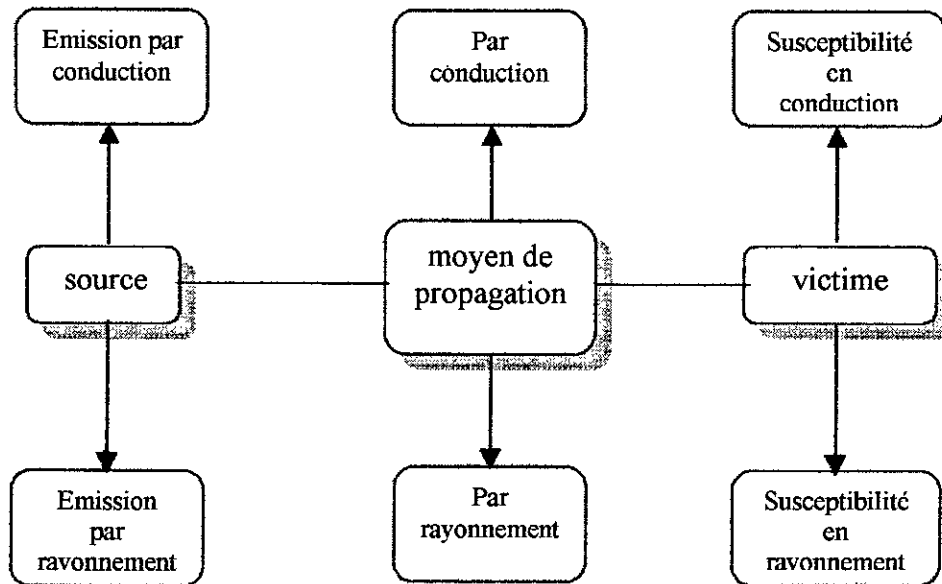 Emission par
conduction
Par
conduction
Susceptibilité
en
conduction
source
moyen de
propagation
victime
Emission
par
rayonnement
Par
rayonnement
Susceptibilité
en
rayonnement